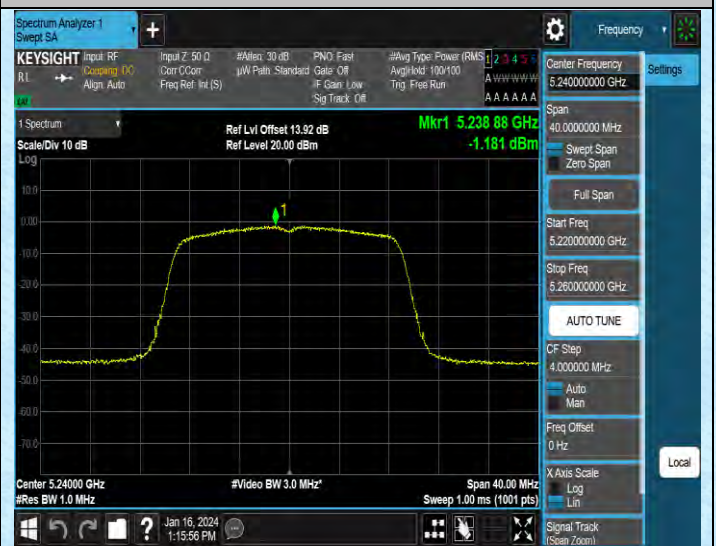 Spectrum Analyzer 1
Swept SA
+
Frequency
KEYSIGHT Input: RF
RL
Coupling: DC
Align: Auto
Input Z: 50 Ω
Corr CCorr
Freq Ref: Int (S)
#Atten: 30 dB
µW Path: Standard
PNO: Fast
Gate: Off
IF Gain: Low
Sig Track: Off
#Avg Type: Power (RMS
Avg|Hold: 100/100
Trig: Free Run
1 2 3 4 5 6
A W W W W W
A A A A A A
1 Spectrum
Scale/Div 10 dB
Log
Ref Lvl Offset 13.92 dB
Ref Level 20.00 dBm
Mkr1 5.238 88 GHz
-1.181 dBm
1
10.0
0.00
-10.0
-20.0
-30.0
-40.0
-50.0
-60.0
-70.0
Center 5.24000 GHz
#Res BW 1.0 MHz
#Video BW 3.0 MHz*
Span 40.00 MHz
Sweep 1.00 ms (1001 pts)
Center Frequency
5.240000000 GHz
Settings
Span
40.0000000 MHz
Swept Span
Zero Span
Full Span
Start Freq
5.220000000 GHz
Stop Freq
5.260000000 GHz
AUTO TUNE
CF Step
4.000000 MHz
Auto
Man
Freq Offset
0 Hz
X Axis Scale
Log
Lin
Local
Signal Track
(Span Zoom)
?
Jan 16, 2024
1:15:56 PM